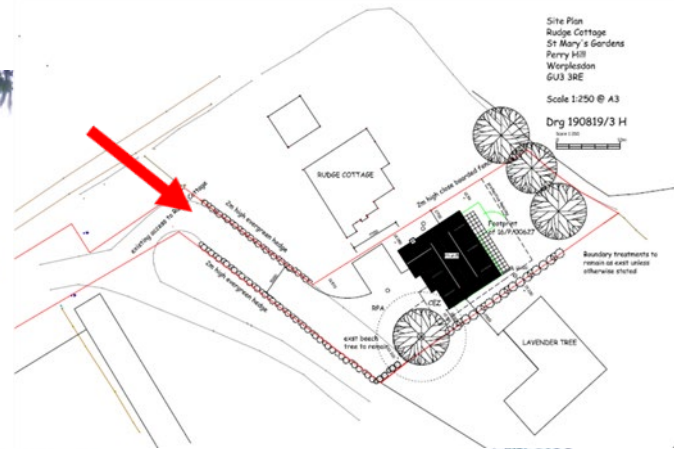 Site Plan
Rudge Cottage
St Mary's Gardens
Perry Hill
Worplesdon
GU3 3RE
Scale 1:250 @ A3
Drg 190819/3 H
RUDGE COTTAGE
2m high close boarded fence
2m high evergreen hedge
existing access to Cottage
2m high evergreen hedge
Footprint
of 16/P/00627
Boundary treatments to
remain as exist unless
otherwise stated
RPA
CEZ
exist beech
tree to remain
LAVENDER TREE